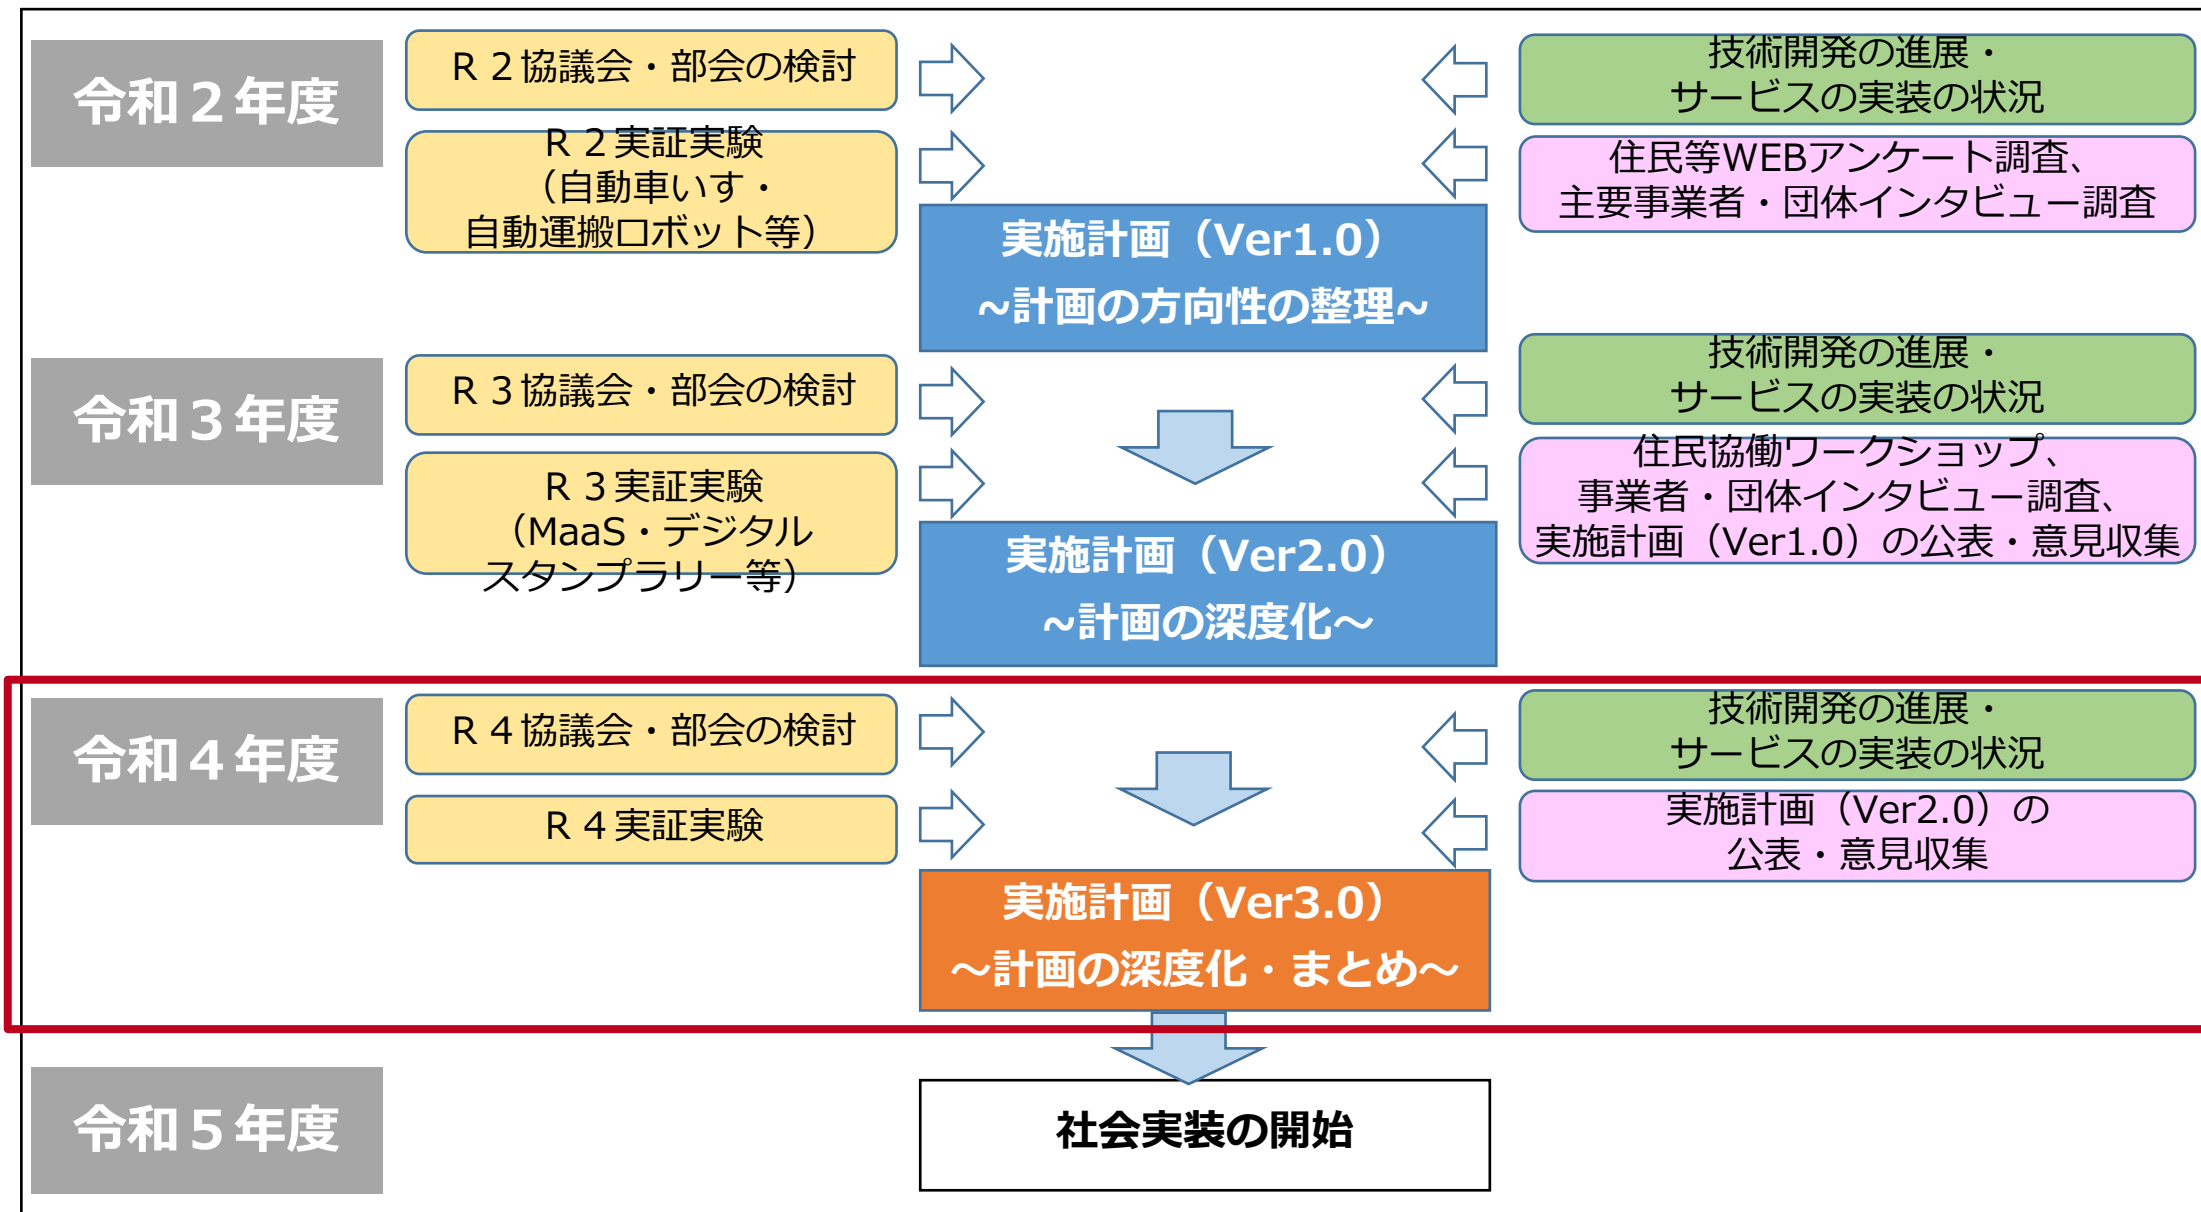 令和２年度
Ｒ２協議会・部会の検討
Ｒ２実証実験
（自動車いす・
自動運搬ロボット等）
技術開発の進展・
サービスの実装の状況
住民等WEBアンケート調査、
主要事業者・団体インタビュー調査
実施計画（Ver1.0）
~計画の方向性の整理~
令和３年度
Ｒ３協議会・部会の検討
Ｒ３実証実験
（MaaS・デジタル
スタンプラリー等）
技術開発の進展・
サービスの実装の状況
住民協働ワークショップ、
事業者・団体インタビュー調査、
実施計画（Ver1.0）の公表・意見収集
実施計画（Ver2.0）
~計画の深度化～
令和４年度
Ｒ４協議会・部会の検討
Ｒ４実証実験
技術開発の進展・
サービスの実装の状況
実施計画（Ver2.0）の
公表・意見収集
実施計画（Ver3.0）
～計画の深度化・まとめ～
令和５年度
社会実装の開始